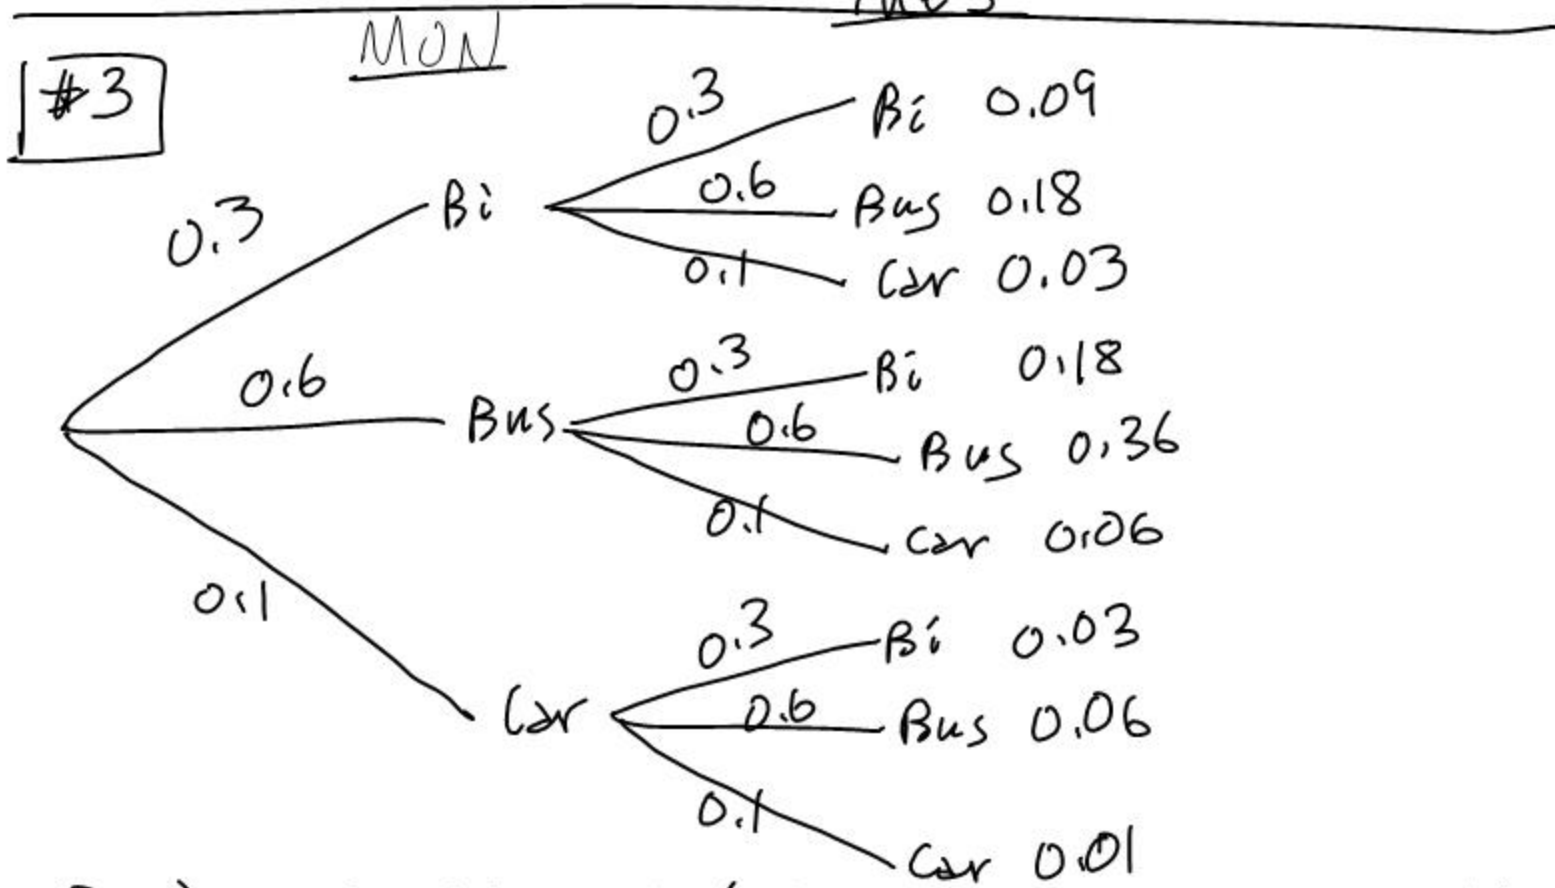 MON
#3
0.3 Bi 0.09
0.3 Bi 0.6 Bus 0.18
0.1 Car 0.03
0.3 Bi 0.18
0.6 Bus 0.6 Bus 0.36
0.1 Car 0.06
0.1
0.3 Bi 0.03
Car 0.6 Bus 0.06
0.1 Car 0.01